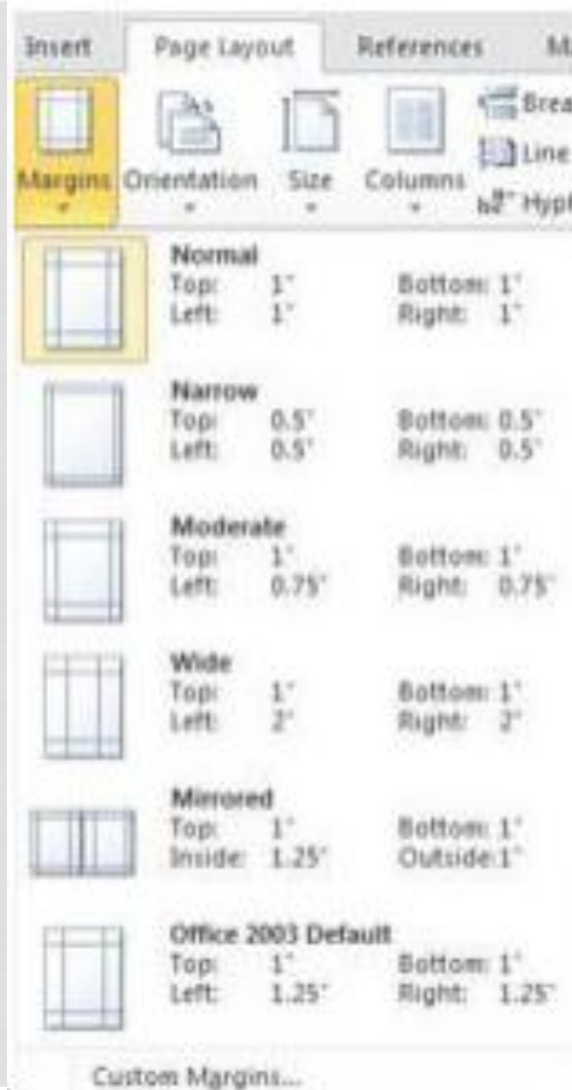 Insert Page Layout References M
Margins Orientation Size Columns
Brea
Line
Hyph
Normal
Top: 1" Bottom: 1"
Left: 1" Right: 1"
Narrow
Top: 0.5" Bottom: 0.5"
Left: 0.5" Right: 0.5"
Moderate
Top: 1" Bottom: 1"
Left: 0.75" Right: 0.75"
Wide
Top: 1" Bottom: 1"
Left: 2" Right: 2"
Mirrored
Top: 1" Bottom: 1"
Inside: 1.25" Outside: 1"
Office 2003 Default
Top: 1" Bottom: 1"
Left: 1.25" Right: 1.25"
Custom Margins...